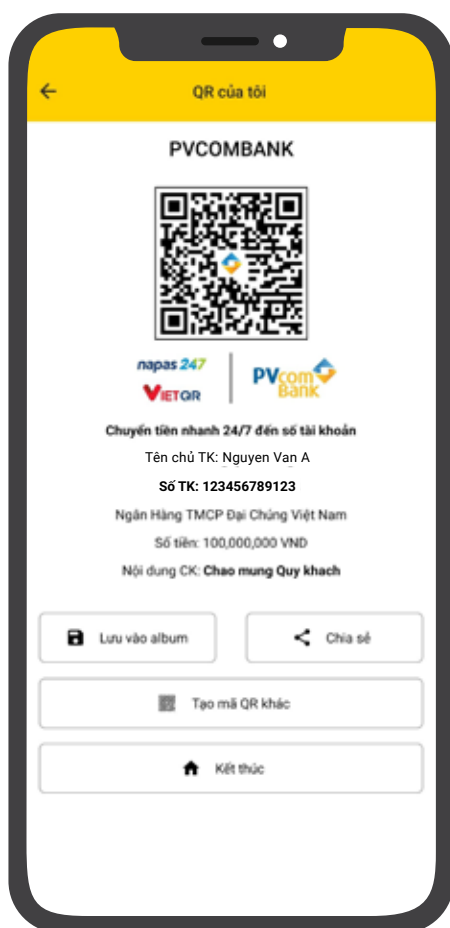 QR của tôi
PVCOMBANK
napas 247
VIETQR
PVcom
Bank
Chuyển tiền nhanh 24/7 đến số tài khoản
Tên chủ TK: Nguyen Van A
Số TK: 123456789123
Ngân Hàng TMCP Đại Chúng Việt Nam
Số tiền: 100,000,000 VND
Nội dung CK: Chao mung Quy khach
Lưu vào album
Chia sẻ
Tạo mã QR khác
Kết thúc